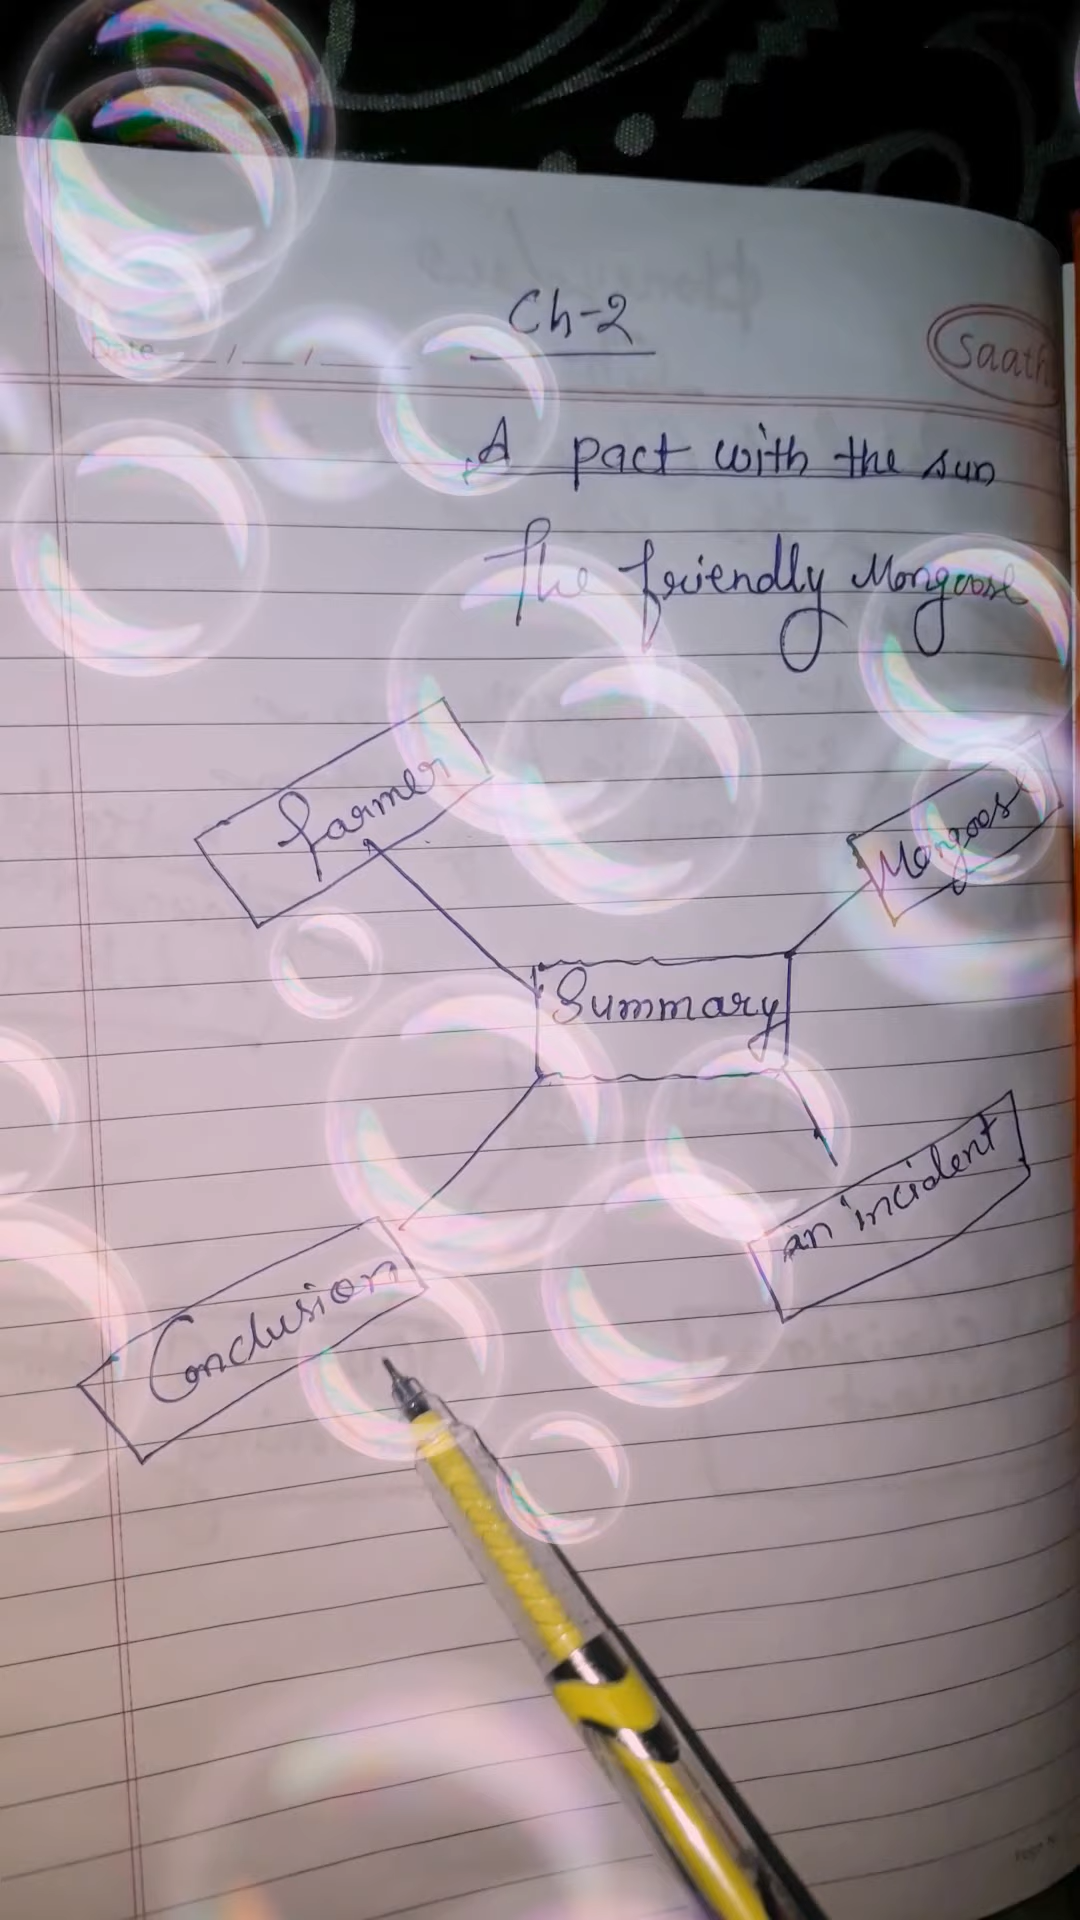 Ch-2
Date
Saath
A pact with the sun
The friendly Mongoose
farmer
Mongoose
Summary
an incident
Conclusion